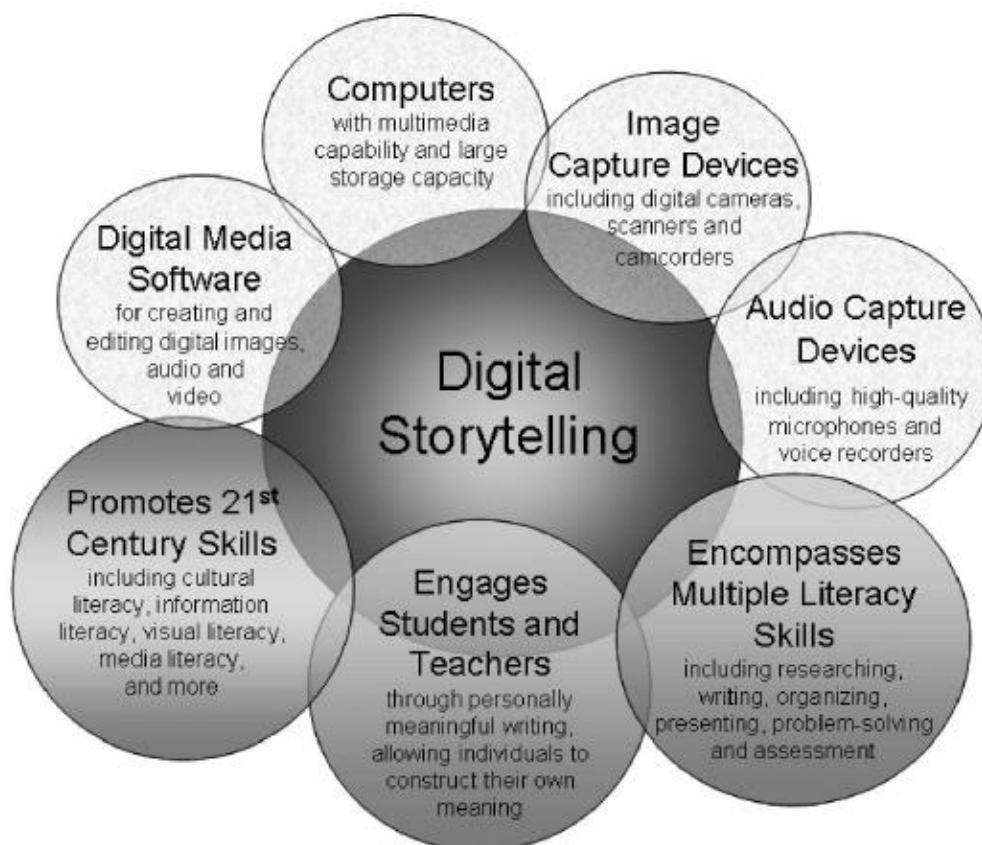 Computers
with multimedia
capability and large
storage capacity
Image
Capture Devices
including digital cameras,
scanners and
camcorders
Digital Media
Software
for creating and
editing digital images,
audio and
video
Audio Capture
Devices
including high-quality
microphones and
voice recorders
Digital
Storytelling
Promotes 21st
Century Skills
including cultural
literacy, information
literacy, visual literacy,
media literacy,
and more
Engages
Students and
Teachers
through personally
meaningful writing,
allowing individuals to
construct their own
meaning
Encompasses
Multiple Literacy
Skills
including researching,
writing, organizing,
presenting, problem-solving
and assessment